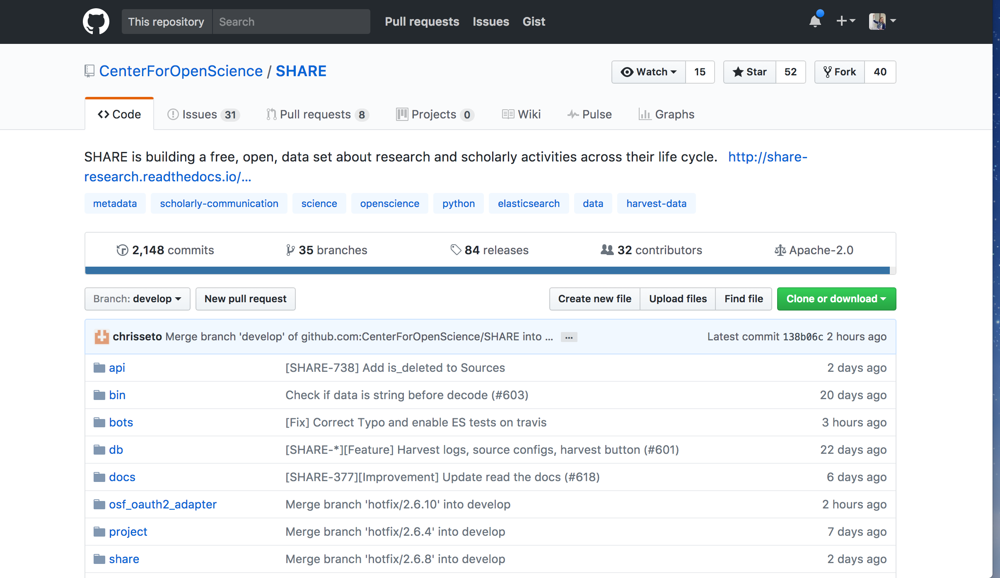 This repository Search Pull requests Issues Gist
CenterForOpenScience / SHARE Watch 15 Star 52 Fork 40
Code Issues 31 Pull requests 8 Projects 0 Wiki Pulse Graphs
SHARE is building a free, open, data set about research and scholarly activities across their life cycle. http://share-
research.readthedocs.io/...
metadata scholarly-communication science openscience python elasticsearch data harvest-data
2,148 commits 35 branches 84 releases 32 contributors Apache-2.0
Branch: develop New pull request Create new file Upload files Find file Clone or download
chrisseto Merge branch 'develop' of github.com:CenterForOpenScience/SHARE into ... ... Latest commit 138b06c 2 hours ago
api [SHARE-738] Add is_deleted to Sources 2 days ago
bin Check if data is string before decode (#603) 20 days ago
bots [Fix] Correct Typo and enable ES tests on travis 3 hours ago
db [SHARE-*][Feature] Harvest logs, source configs, harvest button (#601) 22 days ago
docs [SHARE-377][Improvement] Update read the docs (#618) 6 days ago
osf_oauth2_adapter Merge branch 'hotfix/2.6.10' into develop 2 hours ago
project Merge branch 'hotfix/2.6.4' into develop 7 days ago
share Merge branch 'hotfix/2.6.8' into develop 2 days ago